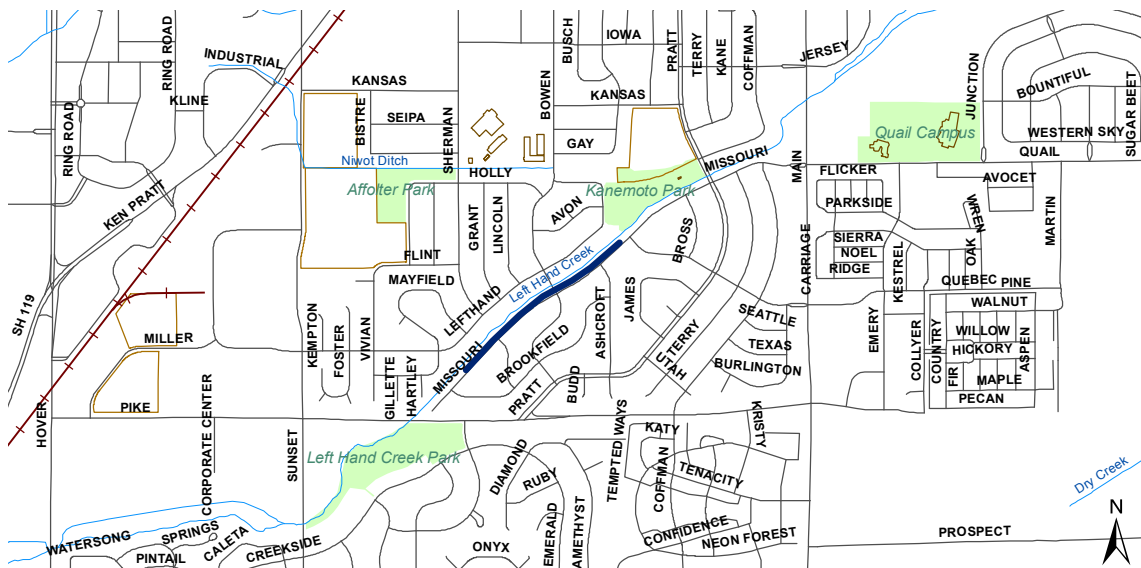 RING ROAD
INDUSTRIAL
KLINE
RING ROAD
KEN PRATT
SH 119
KANSAS
BISTRE
SEIPA
SHERMAN
BOWEN
BUSCH
IOWA
PRATT
TERRY
KANE
COFFMAN
JERSEY
KANSAS
GAY
Niwot Ditch
HOLLY
Affolter Park
Kanemoto Park
MISSOURI
MAIN
Quail Campus
JUNCTION
BOUNTIFUL
WESTERN SKY
SUGAR BEET
QUAIL
FLICKER
AVOCET
PARKSIDE
WREN
MARTIN
SIERRA
NOEL
RIDGE
KESTREL
OAK
QUEBEC
PINE
CARRIAGE
AVON
GRANT
LINCOLN
FLINT
MAYFIELD
LEFTHAND
Left Hand Creek
BROSS
JAMES
ASHCROFT
BROOKFIELD
MISSOURI
MILLER
KEMPTON
FOSTER
VIVIAN
GILLETTE
HARTLEY
PRATT
BUDD
TERRY
UTAH
SEATTLE
TEXAS
BURLINGTON
EMERY
COLLYER
COUNTRY
WALNUT
WILLOW
HICKORY
FIR
MAPLE
ASPEN
PECAN
PIKE
HOVER
CORPORATE CENTER
SUNSET
Left Hand Creek Park
DIAMOND
RUBY
TEMPTED WAYS
KATY
KRISTY
COFFMAN
TENACITY
EMERALD
AMETHYST
CONFIDENCE
NEON FOREST
ONYX
WATERSONG
SPRINGS
PINTAIL
CALETA
CREEKSIDE
PROSPECT
Dry Creek
N